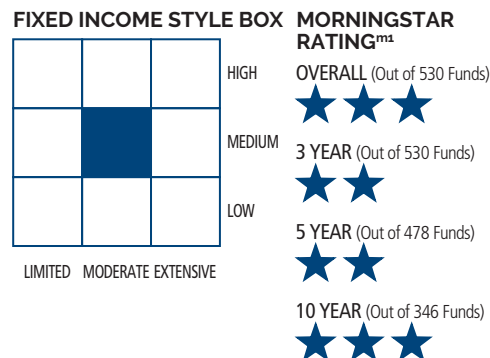 FIXED INCOME STYLE BOX
HIGH
MEDIUM
LOW
LIMITED MODERATE EXTENSIVE
MORNINGSTAR
RATINGᵐ¹
OVERALL (Out of 530 Funds)
3 YEAR (Out of 530 Funds)
5 YEAR (Out of 478 Funds)
10 YEAR (Out of 346 Funds)